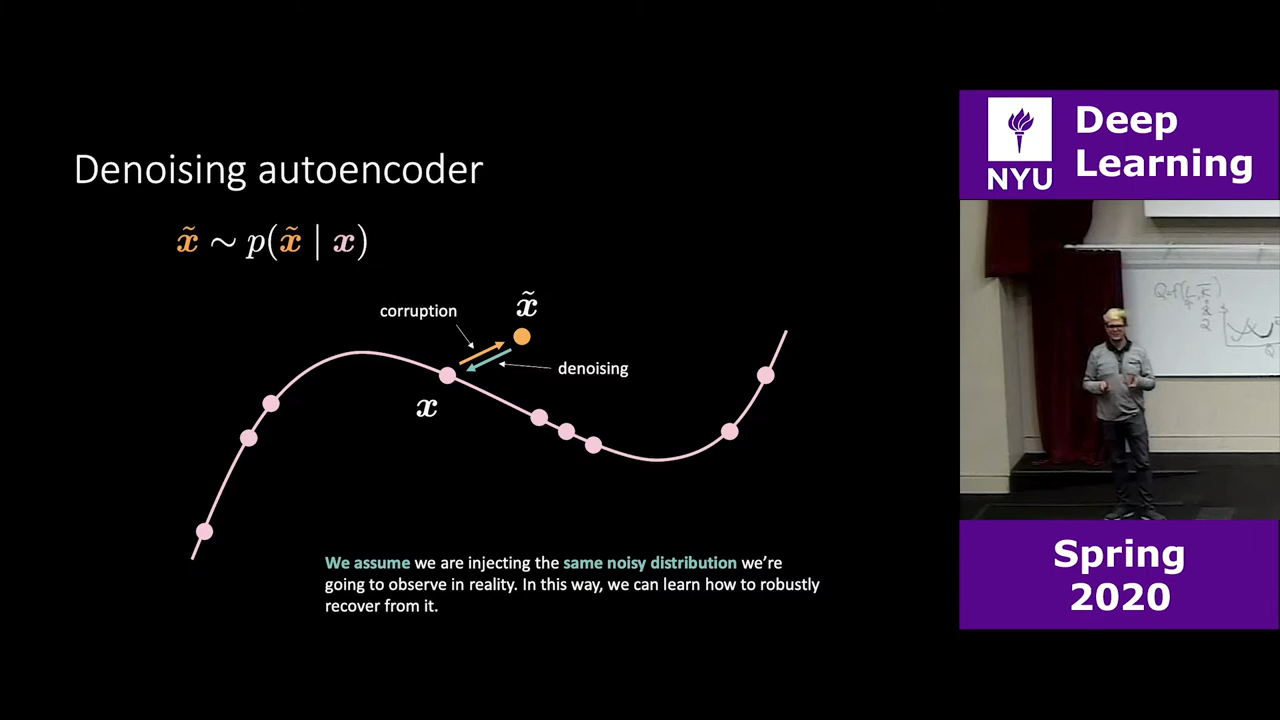 Denoising autoencoder
x̃ ~ p(x̃ | x)
corruption
x̃
denoising
x
We assume we are injecting the same noisy distribution we're
going to observe in reality. In this way, we can learn how to robustly
recover from it.
NYU
Deep
Learning
Spring
2020